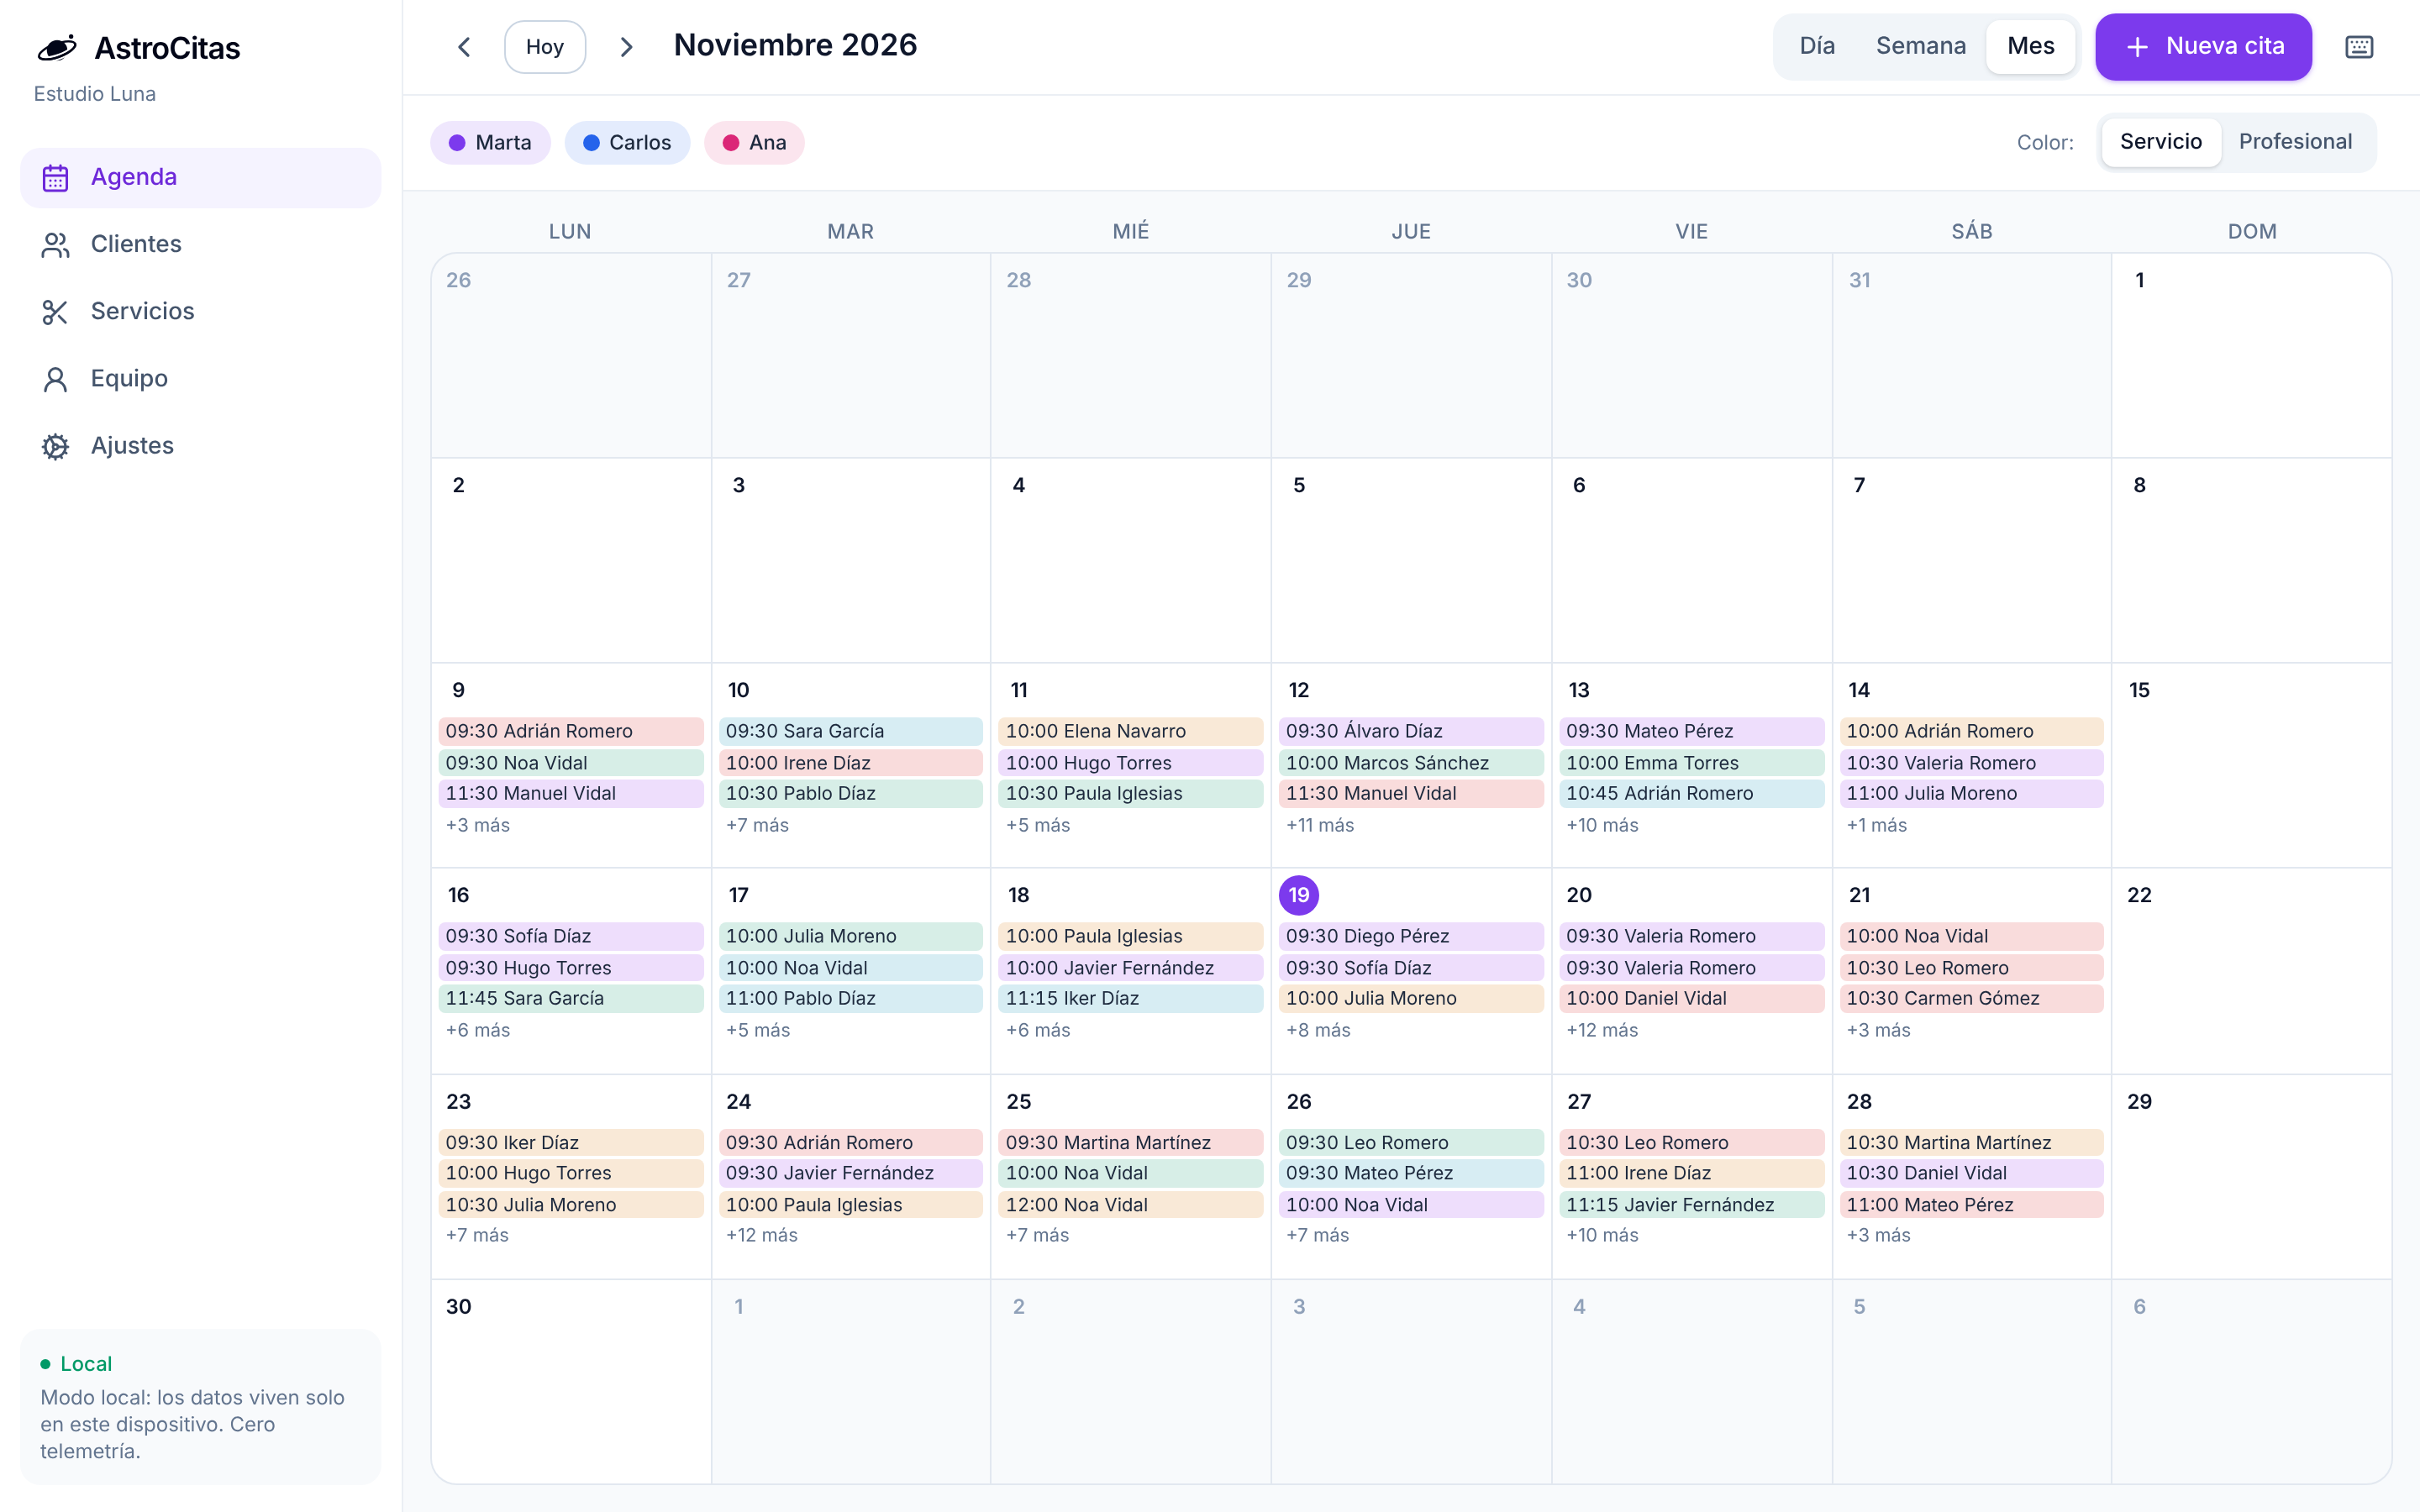 AstroCitas
Estudio Luna
Agenda
Clientes
Servicios
Equipo
Ajustes
Local
Modo local: los datos viven solo
en este dispositivo. Cero
telemetría.
Hoy
Noviembre 2026
Día Semana Mes
Nueva cita
Marta Carlos Ana
Color: Servicio Profesional
LUN MAR MIÉ JUE VIE SÁB DOM
26 27 28 29 30 31 1
2 3 4 5 6 7 8
9
09:30 Adrián Romero
09:30 Noa Vidal
11:30 Manuel Vidal
+3 más
10
09:30 Sara García
10:00 Irene Díaz
10:30 Pablo Díaz
+7 más
11
10:00 Elena Navarro
10:00 Hugo Torres
10:30 Paula Iglesias
+5 más
12
09:30 Álvaro Díaz
10:00 Marcos Sánchez
11:30 Manuel Vidal
+11 más
13
09:30 Mateo Pérez
10:00 Emma Torres
10:45 Adrián Romero
+10 más
14
10:00 Adrián Romero
10:30 Valeria Romero
11:00 Julia Moreno
+1 más
15
16
09:30 Sofía Díaz
09:30 Hugo Torres
11:45 Sara García
+6 más
17
10:00 Julia Moreno
10:00 Noa Vidal
11:00 Pablo Díaz
+5 más
18
10:00 Paula Iglesias
10:00 Javier Fernández
11:15 Iker Díaz
+6 más
19
09:30 Diego Pérez
09:30 Sofía Díaz
10:00 Julia Moreno
+8 más
20
09:30 Valeria Romero
09:30 Valeria Romero
10:00 Daniel Vidal
+12 más
21
10:00 Noa Vidal
10:30 Leo Romero
10:30 Carmen Gómez
+3 más
22
23
09:30 Iker Díaz
10:00 Hugo Torres
10:30 Julia Moreno
+7 más
24
09:30 Adrián Romero
09:30 Javier Fernández
10:00 Paula Iglesias
+12 más
25
09:30 Martina Martínez
10:00 Noa Vidal
12:00 Noa Vidal
+7 más
26
09:30 Leo Romero
09:30 Mateo Pérez
10:00 Noa Vidal
+7 más
27
10:30 Leo Romero
11:00 Irene Díaz
11:15 Javier Fernández
+10 más
28
10:30 Martina Martínez
10:30 Daniel Vidal
11:00 Mateo Pérez
+3 más
29
30 1 2 3 4 5 6